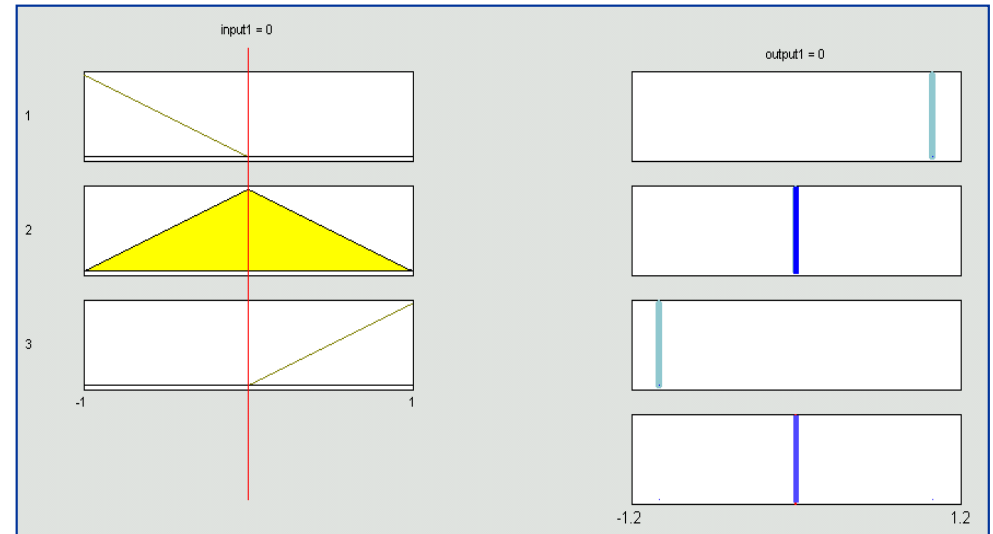 input1 = 0
output1 = 0
1
2
3
-1 1
-1.2 1.2